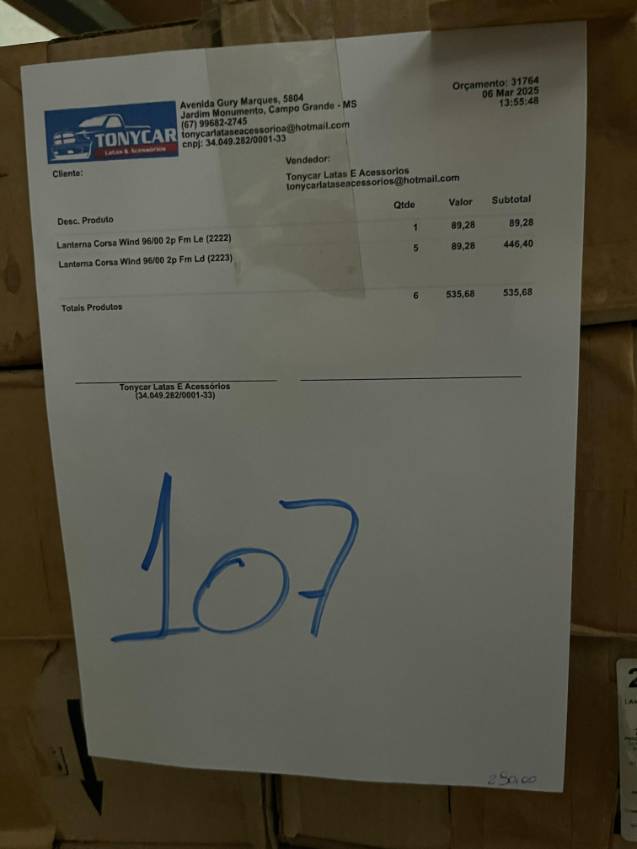 TONYCAR
Latas & Acessórios
Avenida Gury Marques, 5804
Jardim Monumento, Campo Grande - MS
(67) 99682-2745
tonycarlataseacessorioa@hotmail.com
cnpj: 34.049.282/0001-33
Orçamento: 31764
06 Mar 2025
13:55:48
Cliente:
Vendedor:
Tonycar Latas E Acessorios
tonycarlataseacessorios@hotmail.com
Desc. Produto Qtde Valor Subtotal
Lanterna Corsa Wind 96/00 2p Fm Le (2222) 1 89,28 89,28
Lanterna Corsa Wind 96/00 2p Fm Ld (2223) 5 89,28 446,40
Totais Produtos 6 535,68 535,68
Tonycar Latas E Acessórios
(34.049.282/0001-33)
107
250,00